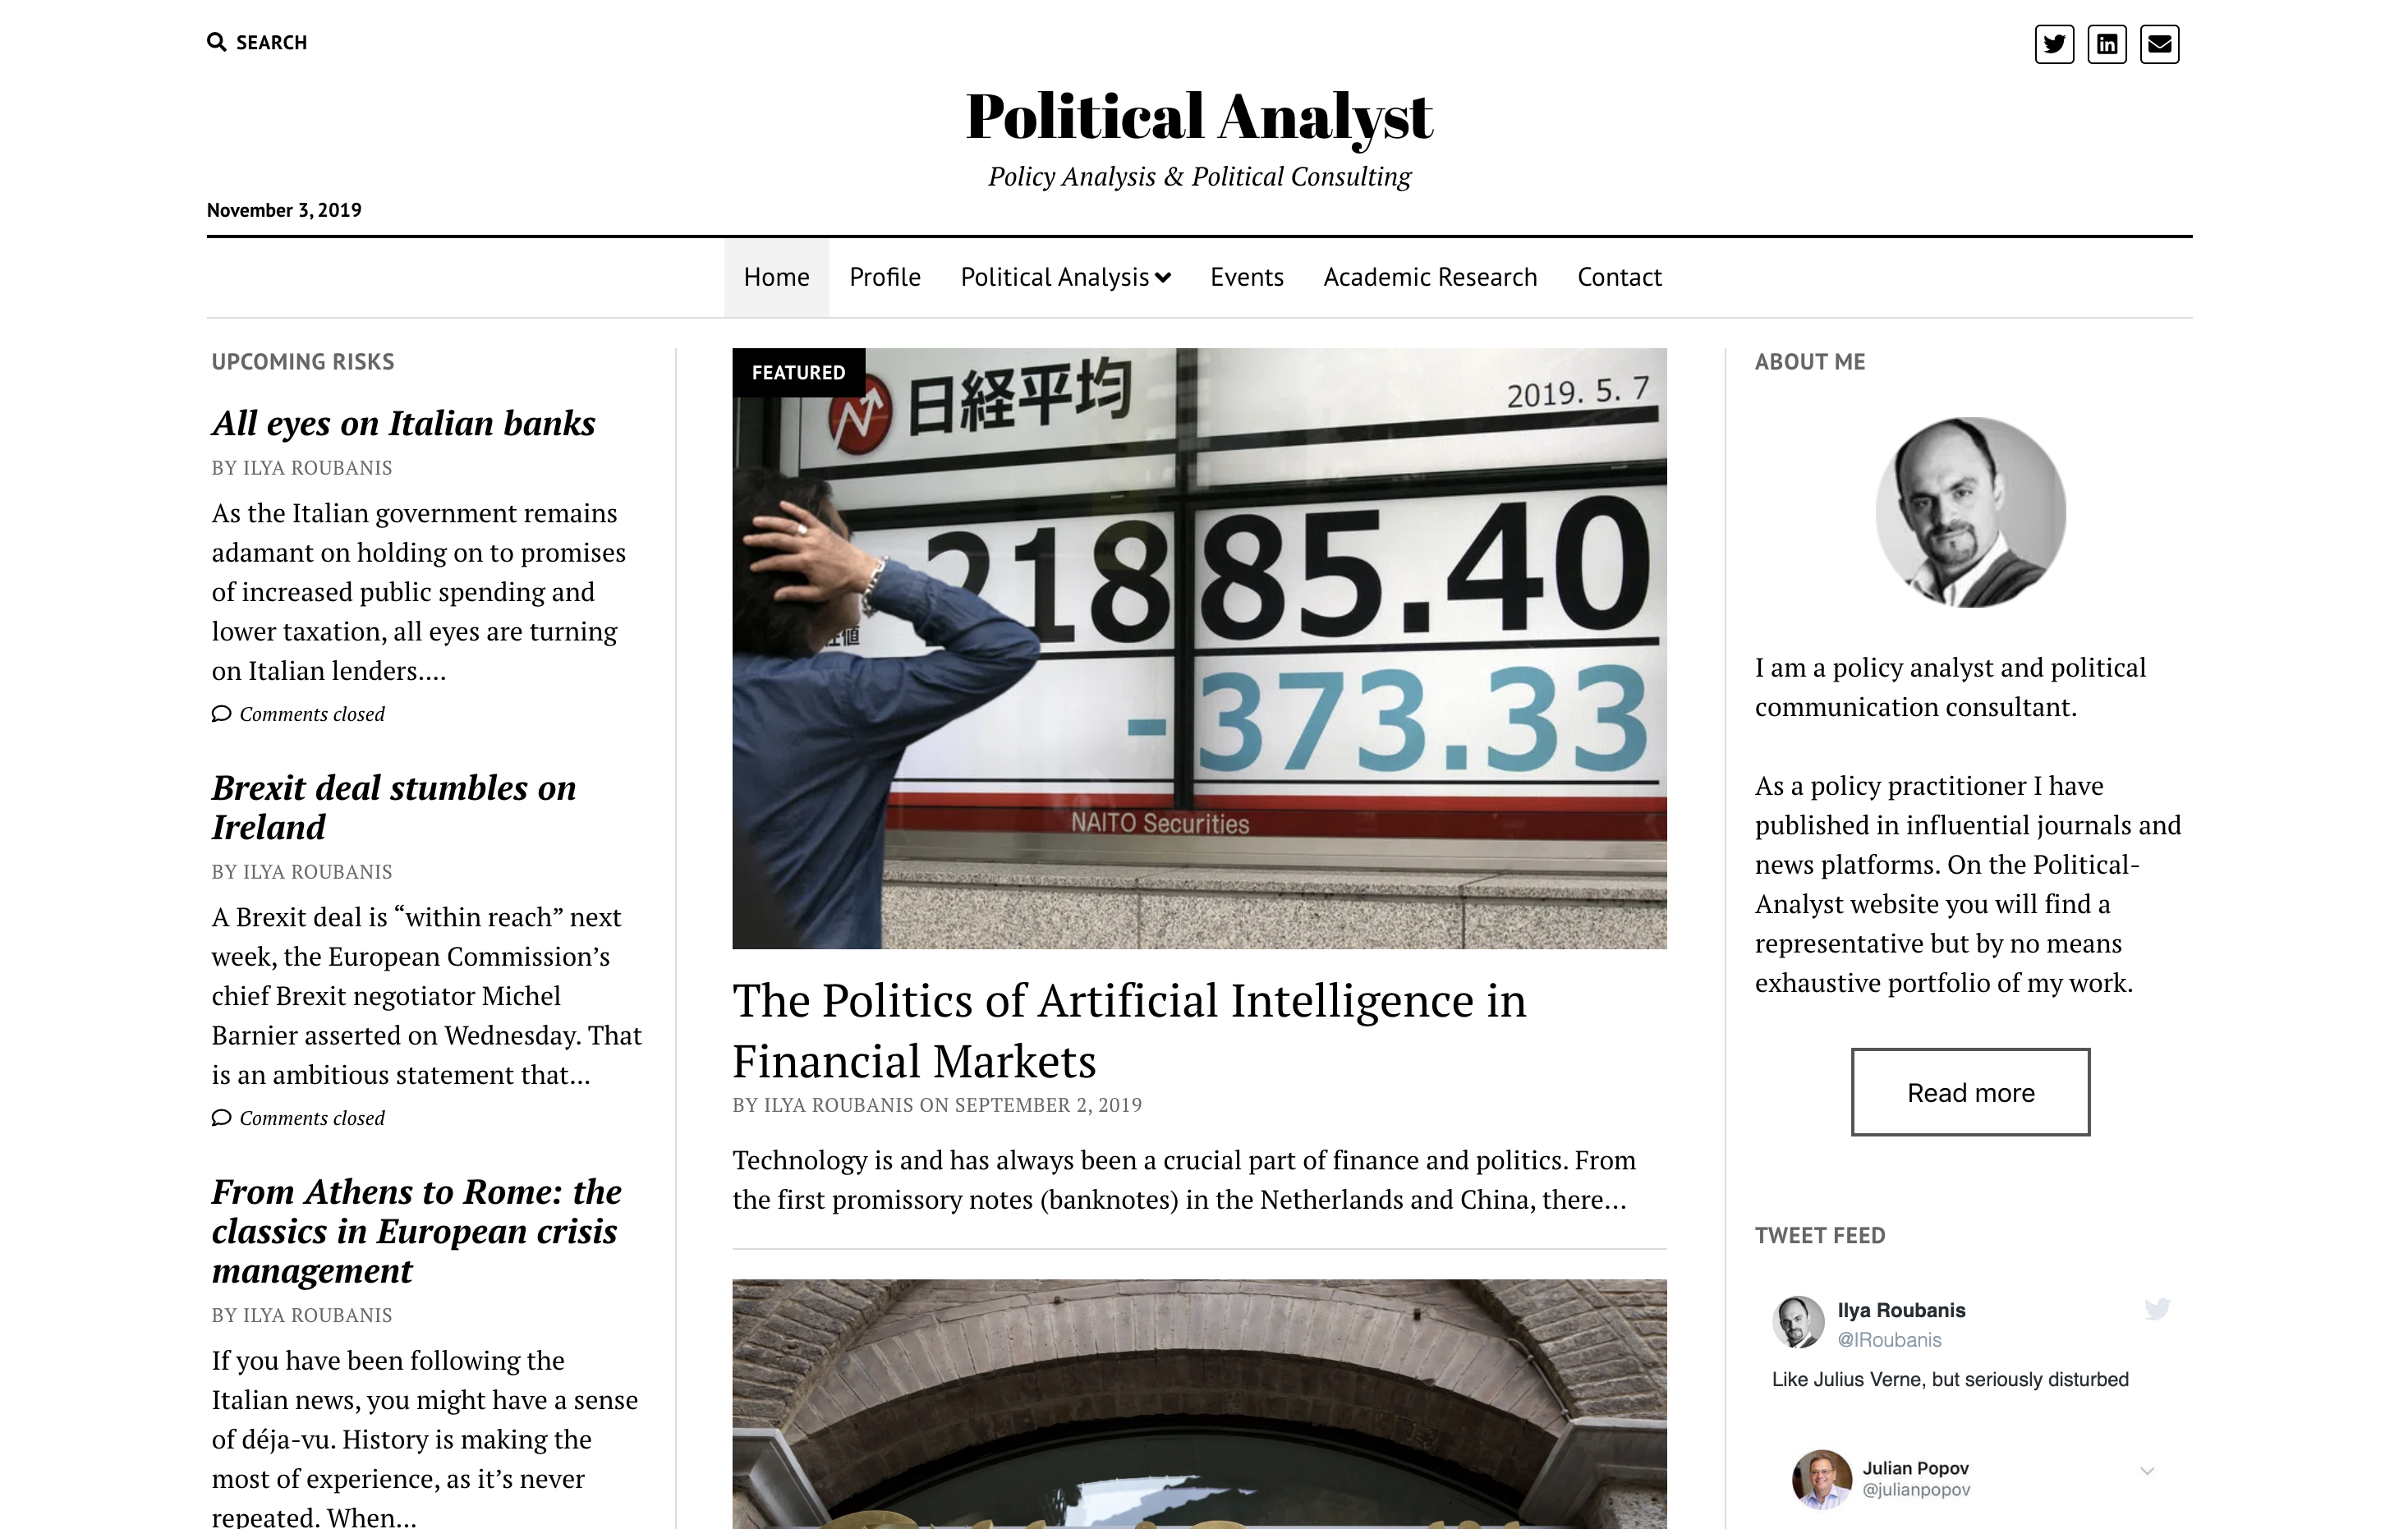 SEARCH
Political Analyst
Policy Analysis & Political Consulting
November 3, 2019
Home Profile Political Analysis Events Academic Research Contact
UPCOMING RISKS
All eyes on Italian banks
BY ILYA ROUBANIS
As the Italian government remains
adamant on holding on to promises
of increased public spending and
lower taxation, all eyes are turning
on Italian lenders....
Comments closed
Brexit deal stumbles on
Ireland
BY ILYA ROUBANIS
A Brexit deal is “within reach” next
week, the European Commission’s
chief Brexit negotiator Michel
Barnier asserted on Wednesday. That
is an ambitious statement that...
Comments closed
From Athens to Rome: the
classics in European crisis
management
BY ILYA ROUBANIS
If you have been following the
Italian news, you might have a sense
of déja-vu. History is making the
most of experience, as it’s never
repeated. When...
FEATURED
日経平均
2019. 5. 7
21885.40
-373.33
NAITO Securities
The Politics of Artificial Intelligence in
Financial Markets
BY ILYA ROUBANIS ON SEPTEMBER 2, 2019
Technology is and has always been a crucial part of finance and politics. From
the first promissory notes (banknotes) in the Netherlands and China, there...
ABOUT ME
I am a policy analyst and political
communication consultant.
As a policy practitioner I have
published in influential journals and
news platforms. On the Political-
Analyst website you will find a
representative but by no means
exhaustive portfolio of my work.
Read more
TWEET FEED
Ilya Roubanis
@IRoubanis
Like Julius Verne, but seriously disturbed
Julian Popov
@julianpopov